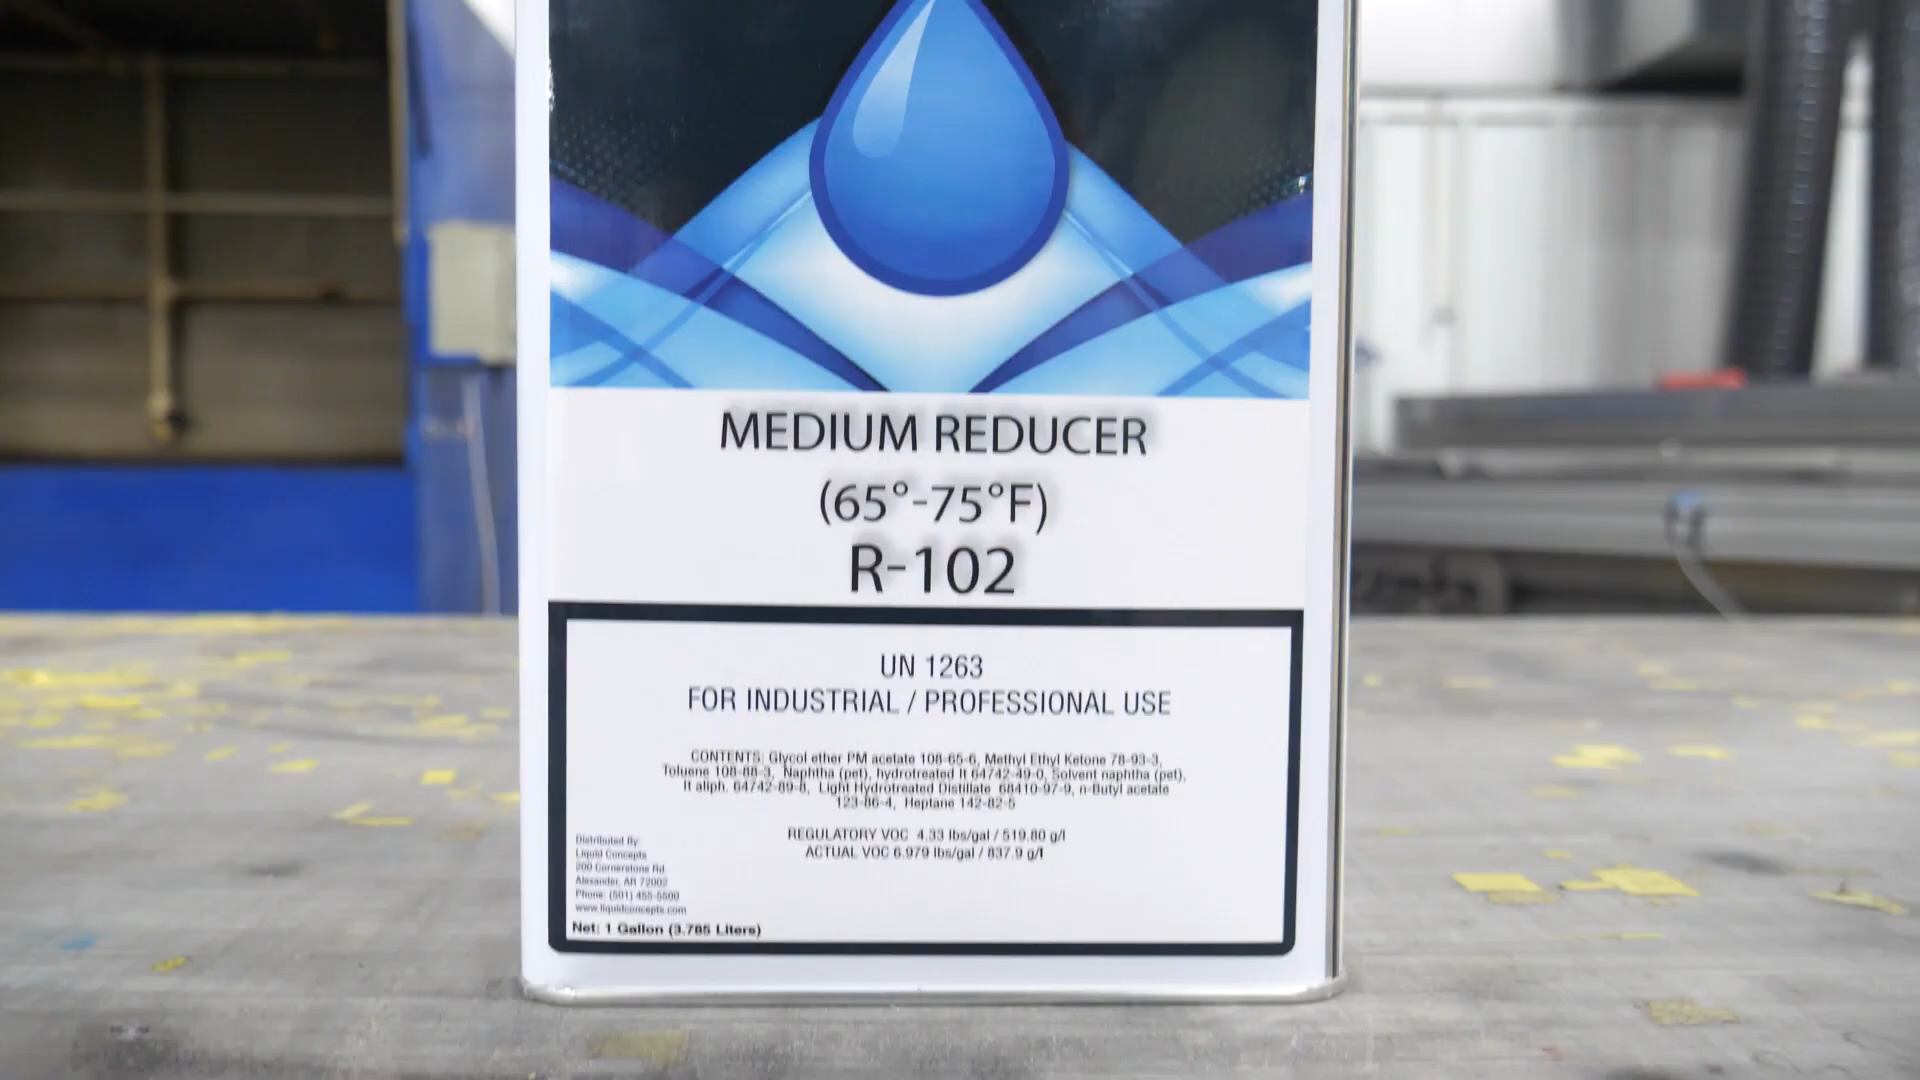 MEDIUM REDUCER
(65°-75°F)
R-102
UN 1263
FOR INDUSTRIAL / PROFESSIONAL USE
CONTENTS: Glycol ether PM acetate 108-65-6, Methyl Ethyl Ketone 78-93-3,
Toluene 108-88-3, Naphtha (pet), hydrotreated lt 64742-49-0, Solvent naphtha (pet),
lt aliph. 64742-89-8, Light Hydrotreated Distillate 68410-97-9, n-Butyl acetate
123-86-4, Heptane 142-82-5
REGULATORY VOC 4.33 lbs/gal / 519.80 g/l
ACTUAL VOC 6.979 lbs/gal / 837.9 g/l
Distributed By:
Liquid Concepts
200 Cornerstone Rd.
Alexander, AR 72002
Phone: (501) 455-5500
www.liquidconcepts.com
Net: 1 Gallon (3.785 Liters)